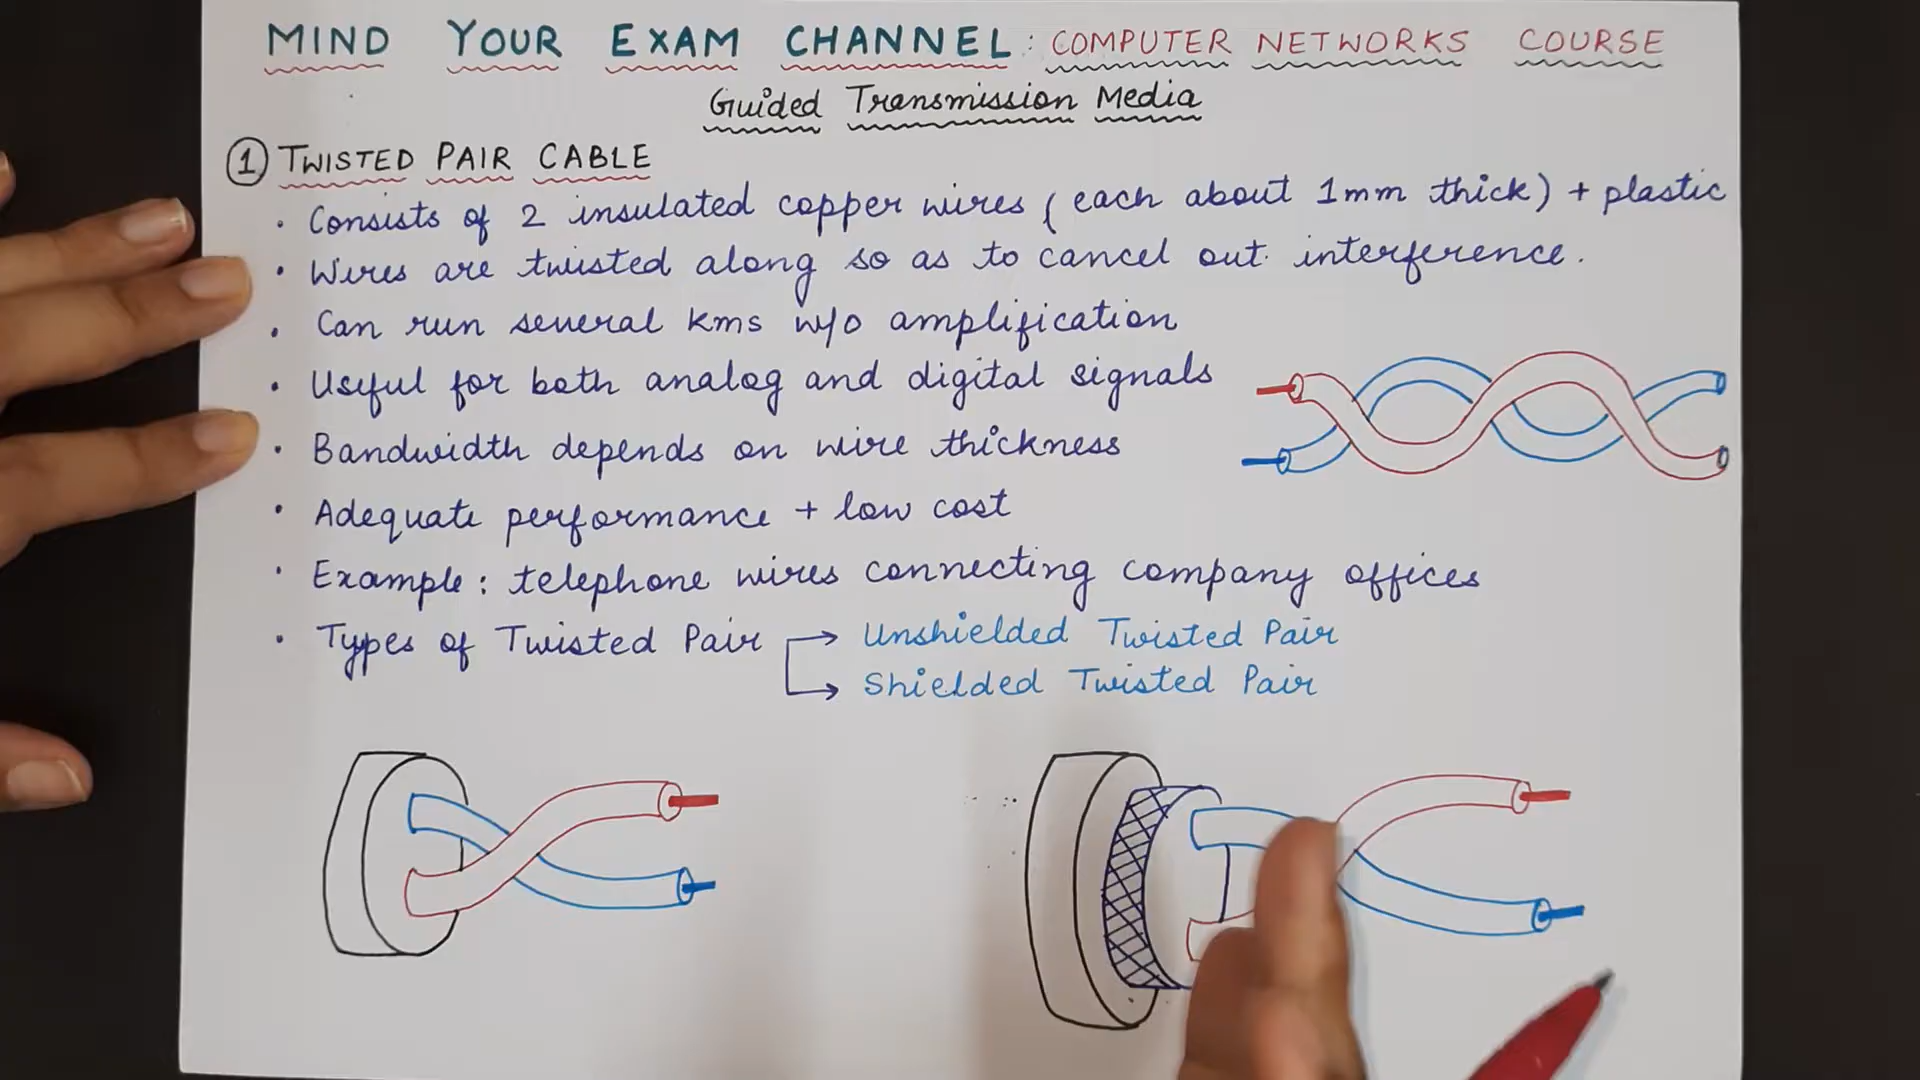 MIND YOUR EXAM CHANNEL: COMPUTER NETWORKS COURSE
Guided Transmission Media
① TWISTED PAIR CABLE
• Consists of 2 insulated copper wires (each about 1mm thick) + plastic
• Wires are twisted along so as to cancel out interference.
• Can run several kms w/o amplification
• Useful for both analog and digital signals
• Bandwidth depends on wire thickness
• Adequate performance + low cost
• Example: telephone wires connecting company offices
• Types of Twisted Pair → Unshielded Twisted Pair
→ Shielded Twisted Pair